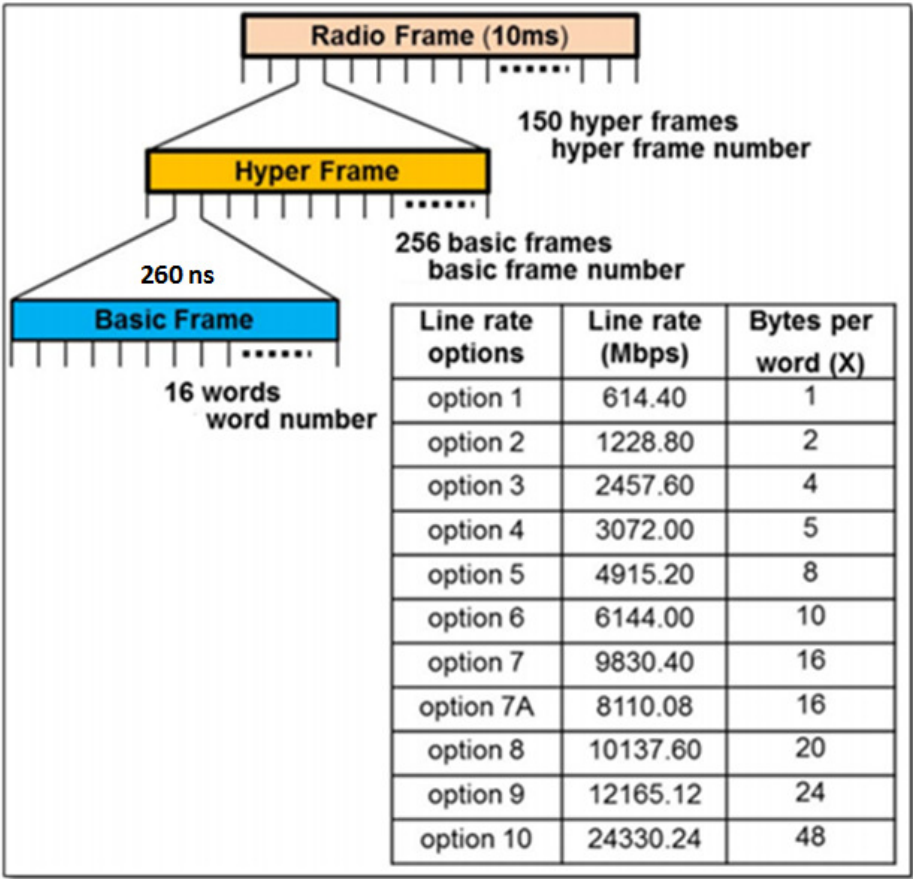 Radio Frame (10ms)
150 hyper frames
hyper frame number
Hyper Frame
256 basic frames
basic frame number
260 ns
Basic Frame
16 words
word number
Line rate options Line rate (Mbps) Bytes per word (X)
option 1 614.40 1
option 2 1228.80 2
option 3 2457.60 4
option 4 3072.00 5
option 5 4915.20 8
option 6 6144.00 10
option 7 9830.40 16
option 7A 8110.08 16
option 8 10137.60 20
option 9 12165.12 24
option 10 24330.24 48